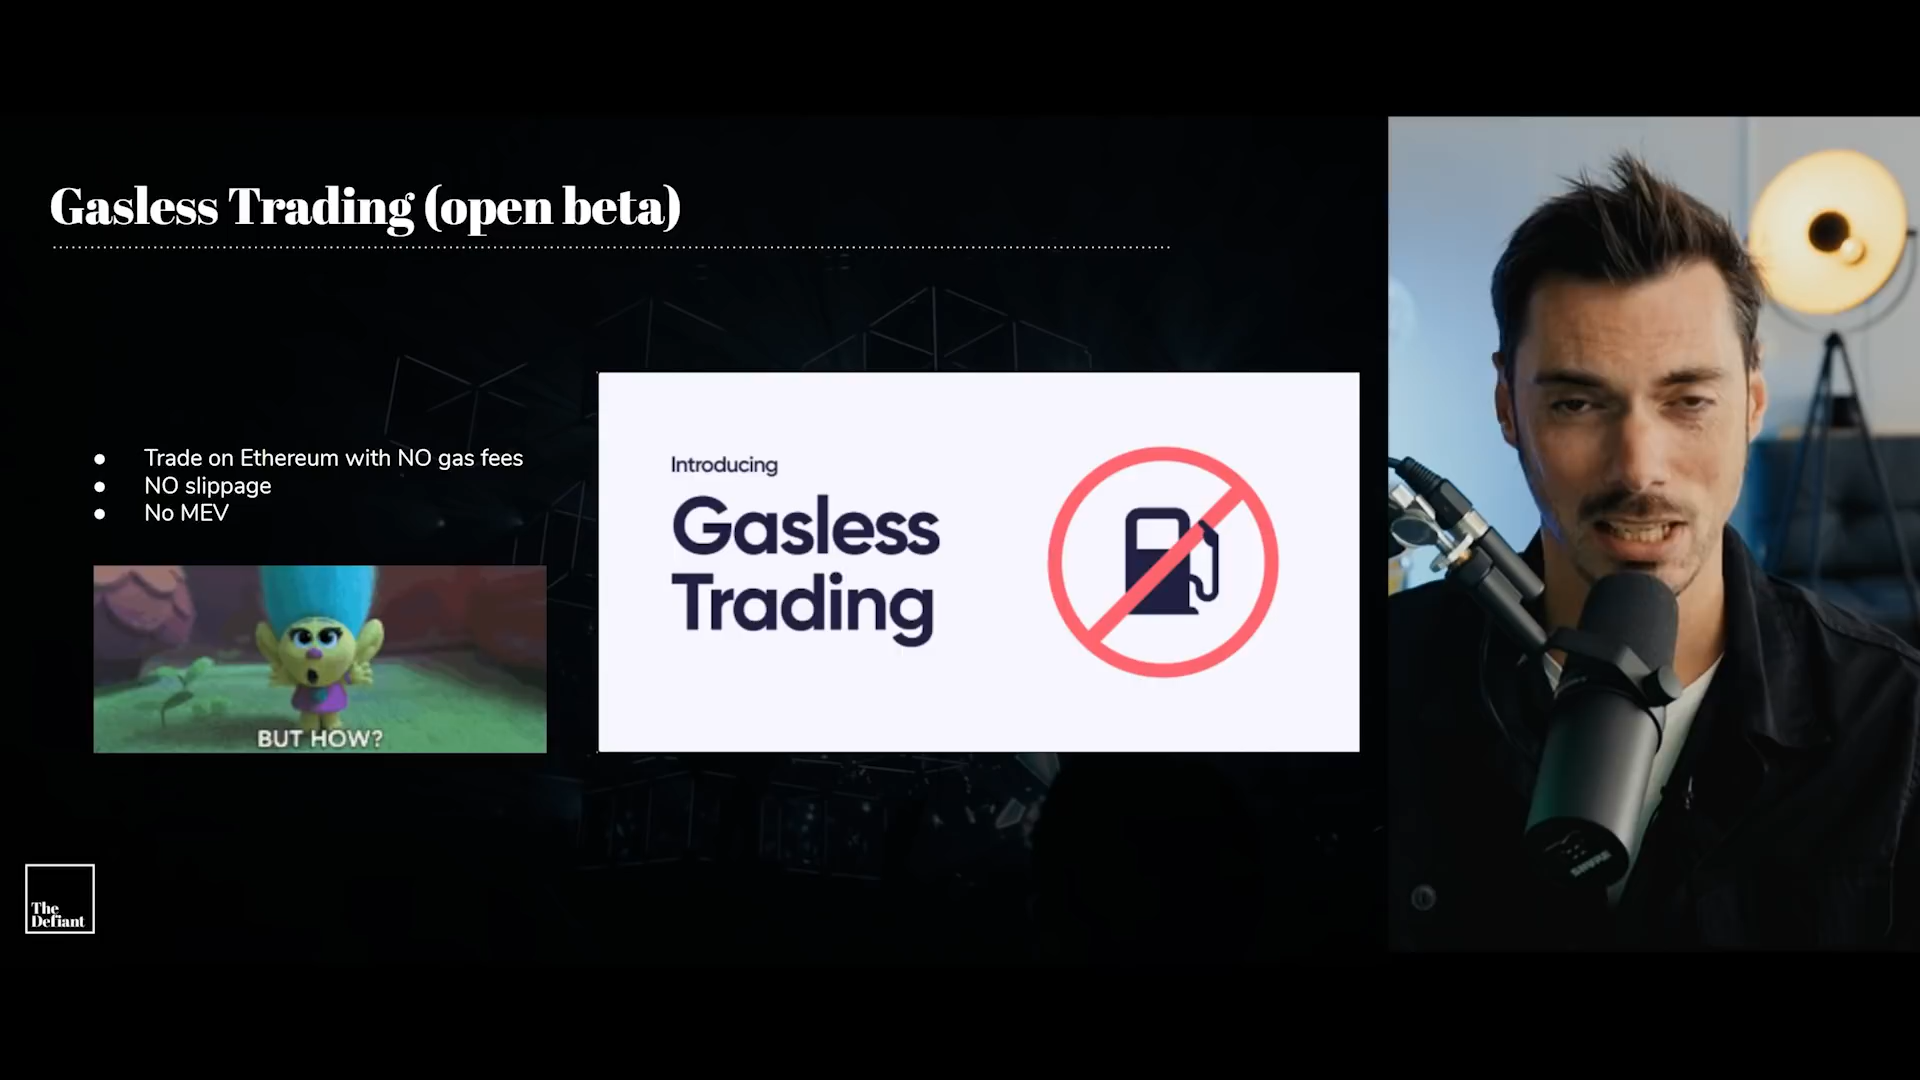 Gasless Trading (open beta)
Trade on Ethereum with NO gas fees
NO slippage
No MEV
BUT HOW?
Introducing
Gasless
Trading
The
Defiant
SHURE